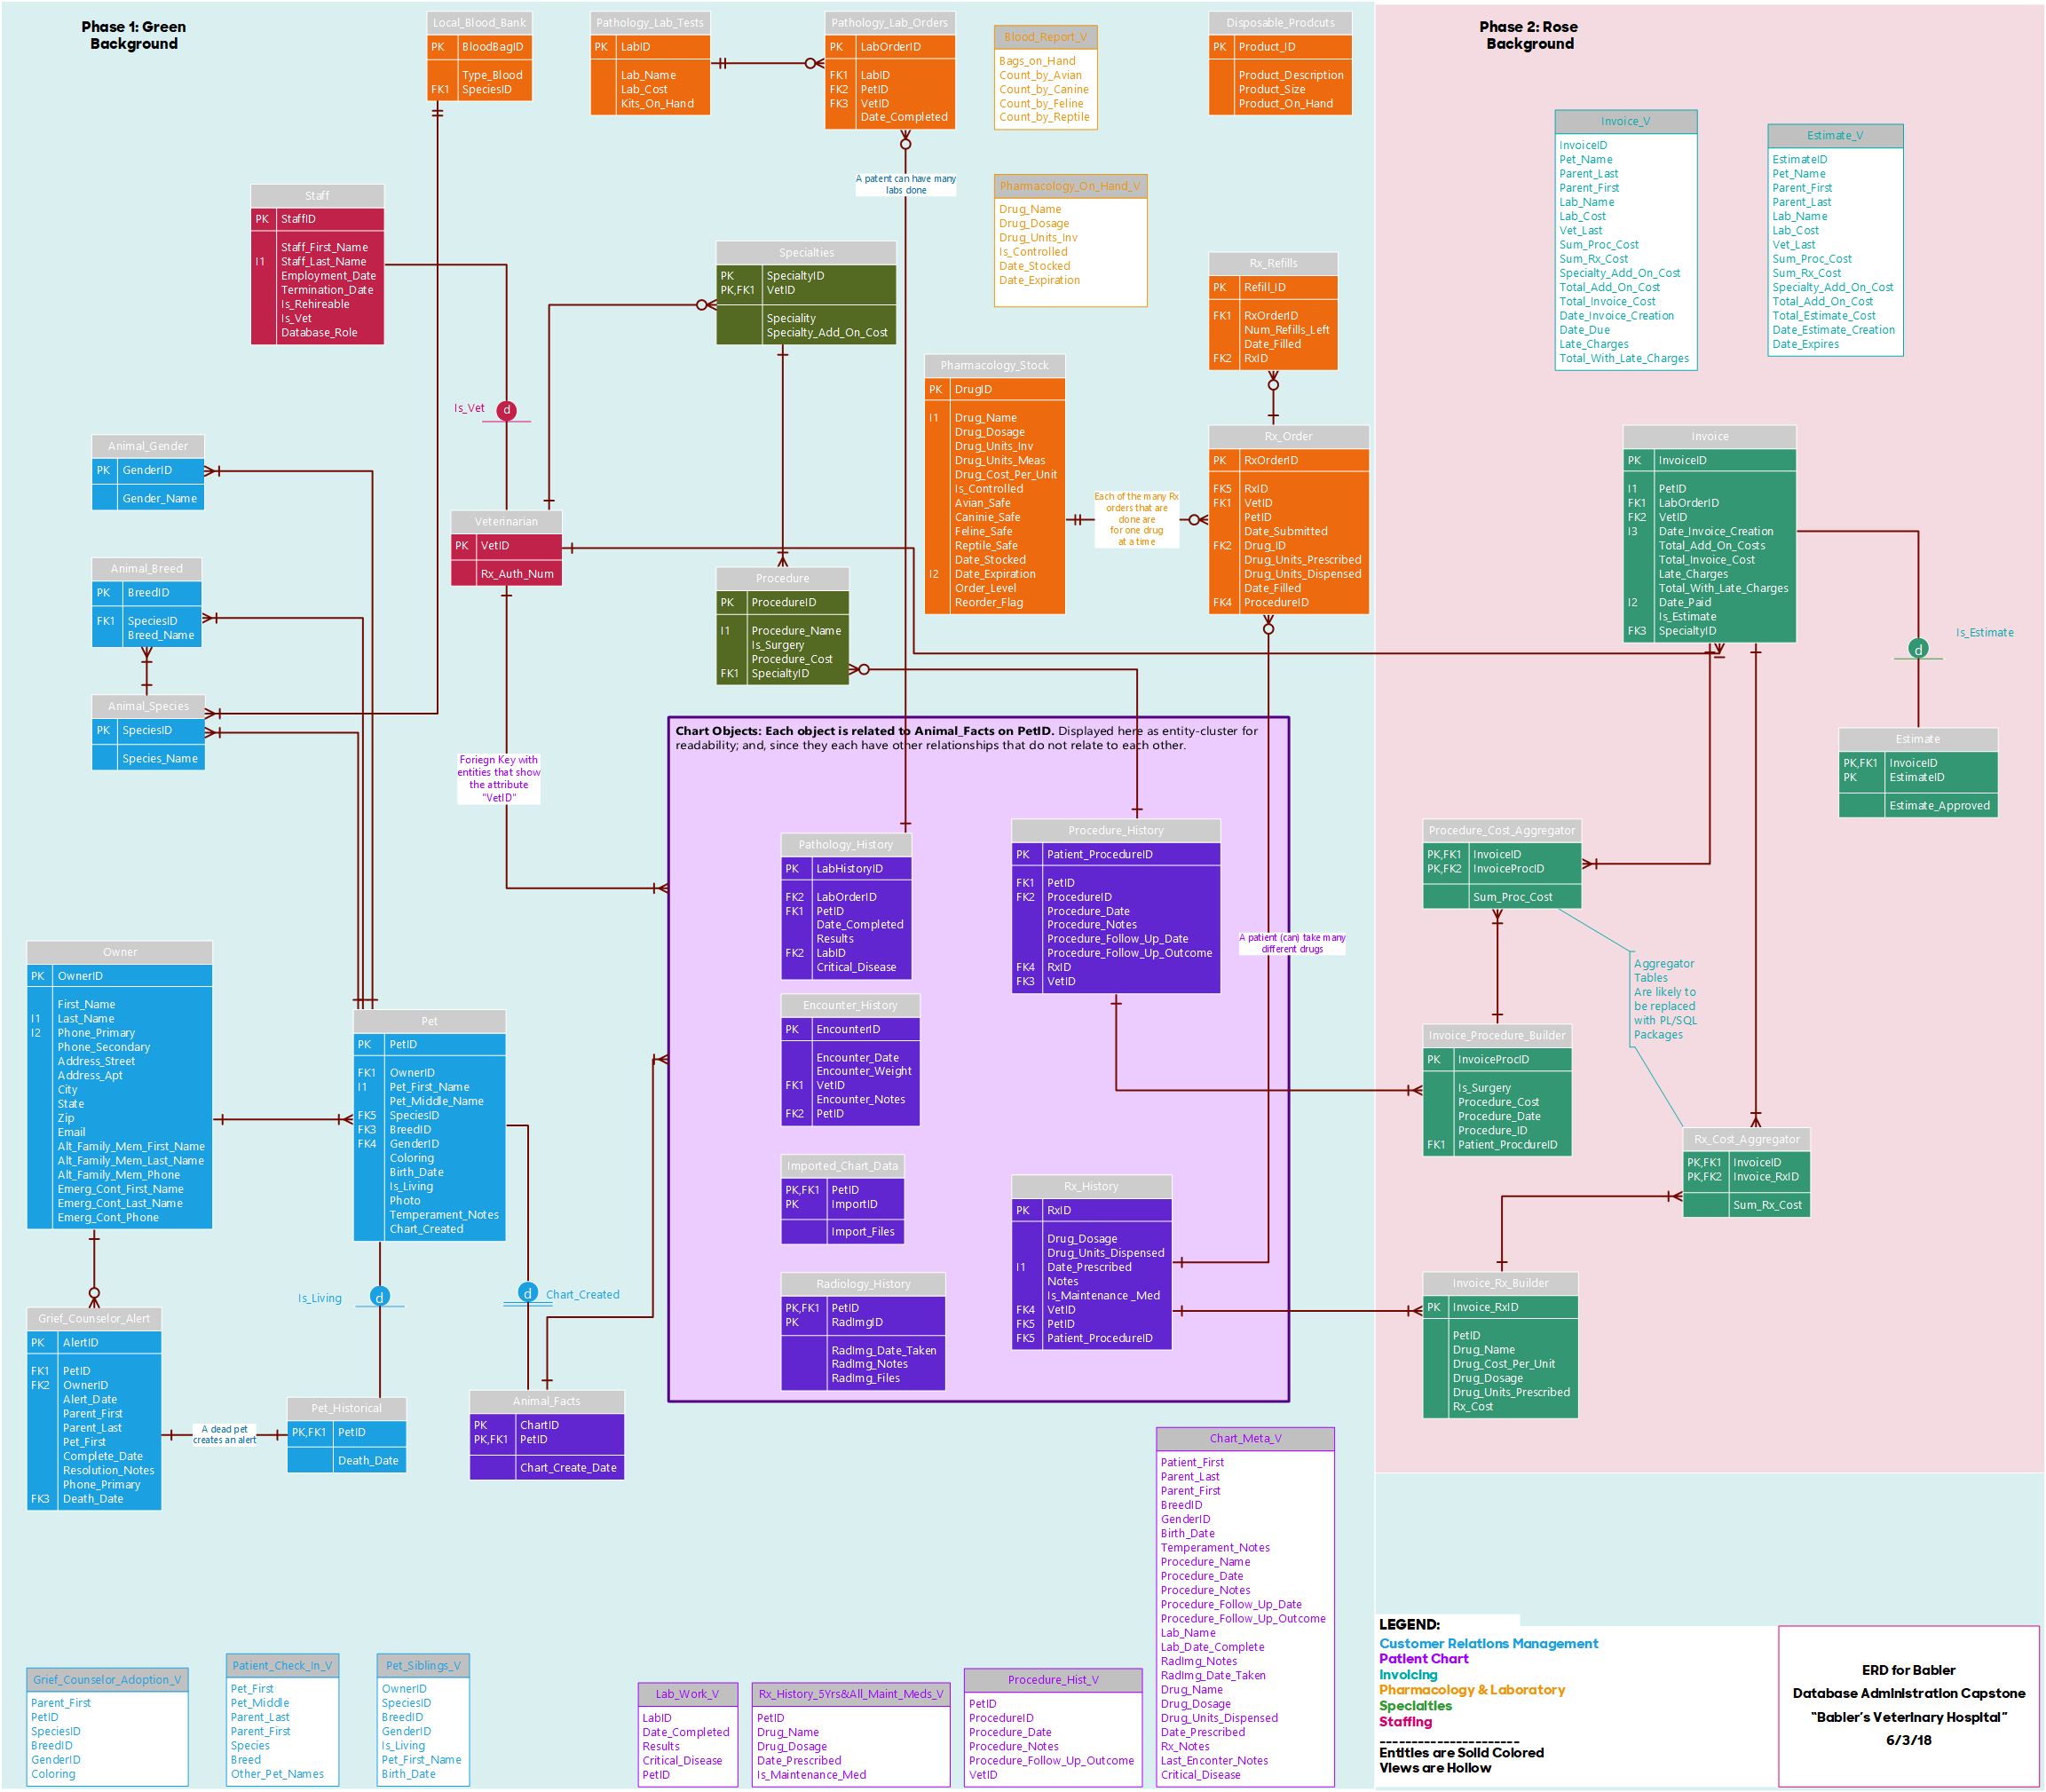 Phase 1: Green
Background
Phase 2: Rose
Background
Local_Blood_Bank
PK BloodBagID
Type_Blood
FK1 SpeciesID
Pathology_Lab_Tests
PK LabID
Lab_Name
Lab_Cost
Kits_On_Hand
Pathology_Lab_Orders
PK LabOrderID
FK1 LabID
FK2 PetID
FK3 VetID
Date_Completed
Blood_Report_V
Bags_on_Hand
Count_by_Avian
Count_by_Canine
Count_by_Feline
Count_by_Reptile
Disposable_Prodcuts
PK Product_ID
Product_Description
Product_Size
Product_On_Hand
Invoice_V
InvoiceID
Pet_Name
Parent_Last
Parent_First
Lab_Name
Lab_Cost
Vet_Last
Sum_Proc_Cost
Sum_Rx_Cost
Specialty_Add_On_Cost
Total_Add_On_Cost
Total_Invoice_Cost
Date_Invoice_Creation
Date_Due
Late_Charges
Total_With_Late_Charges
Estimate_V
EstimateID
Pet_Name
Parent_First
Parent_Last
Lab_Name
Lab_Cost
Vet_Last
Sum_Proc_Cost
Sum_Rx_Cost
Specialty_Add_On_Cost
Total_Add_On_Cost
Total_Estimate_Cost
Date_Estimate_Creation
Date_Expires
A patent can have many
labs done
Staff
PK StaffID
Staff_First_Name
I1 Staff_Last_Name
Employment_Date
Termination_Date
Is_Rehireable
Is_Vet
Database_Role
Pharmacology_On_Hand_V
Drug_Name
Drug_Dosage
Drug_Units_Inv
Is_Controlled
Date_Stocked
Date_Expiration
Specialties
PK SpecialtyID
PK,FK1 VetID
Speciality
Specialty_Add_On_Cost
Rx_Refills
PK Refill_ID
FK1 RxOrderID
Num_Refills_Left
Date_Filled
FK2 RxID
Pharmacology_Stock
PK DrugID
I1 Drug_Name
Drug_Dosage
Drug_Units_Inv
Drug_Units_Meas
Drug_Cost_Per_Unit
Is_Controlled
Avian_Safe
Caninie_Safe
Feline_Safe
Reptile_Safe
Date_Stocked
I2 Date_Expiration
Order_Level
Reorder_Flag
Each of the many Rx
orders that are
done are
for one drug
at a time
Rx_Order
PK RxOrderID
FK5 RxID
FK1 VetID
PetID
Date_Submitted
FK2 Drug_ID
Drug_Units_Prescribed
Drug_Units_Dispensed
Date_Filled
FK4 ProcedureID
Is_Vet
d
Animal_Gender
PK GenderID
Gender_Name
Veterinarian
PK VetID
Rx_Auth_Num
Animal_Breed
PK BreedID
FK1 SpeciesID
Breed_Name
Procedure
PK ProcedureID
I1 Procedure_Name
Is_Surgery
Procedure_Cost
FK1 SpecialtyID
Animal_Species
PK SpeciesID
Species_Name
Invoice
PK InvoiceID
I1 PetID
FK1 LabOrderID
FK2 VetID
I3 Date_Invoice_Creation
Total_Add_On_Costs
Total_Invoice_Cost
Late_Charges
Total_With_Late_Charges
I2 Date_Paid
Is_Estimate
FK3 SpecialtyID
Is_Estimate
d
Estimate
PK,FK1 InvoiceID
PK EstimateID
Estimate_Approved
Foriegn Key with
entities that show
the attribute
"VetID"
Chart Objects: Each object is related to Animal_Facts on PetID. Displayed here as entity-cluster for
readability; and, since they each have other relationships that do not relate to each other.
Pathology_History
PK LabHistoryID
FK2 LabOrderID
FK1 PetID
Date_Completed
Results
FK2 LabID
Critical_Disease
Procedure_History
PK Patient_ProcedureID
FK1 PetID
FK2 ProcedureID
Procedure_Date
Procedure_Notes
Procedure_Follow_Up_Date
Procedure_Follow_Up_Outcome
FK4 RxID
FK3 VetID
A patient (can) take many
different drugs
Encounter_History
PK EncounterID
Encounter_Date
Encounter_Weight
FK1 VetID
Encounter_Notes
FK2 PetID
Imported_Chart_Data
PK,FK1 PetID
PK ImportID
Import_Files
Rx_History
PK RxID
Drug_Dosage
Drug_Units_Dispensed
I1 Date_Prescribed
Notes
Is_Maintenance _Med
FK4 VetID
FK5 PetID
FK5 Patient_ProcedureID
Radiology_History
PK,FK1 PetID
PK RadImgID
RadImg_Date_Taken
RadImg_Notes
RadImg_Files
Procedure_Cost_Aggregator
PK,FK1 InvoiceID
PK,FK2 InvoiceProcID
Sum_Proc_Cost
Aggregator
Tables
Are likely to
be replaced
with PL/SQL
Packages
Invoice_Procedure_Builder
PK InvoiceProcID
Is_Surgery
Procedure_Cost
Procedure_Date
Procedure_ID
FK1 Patient_ProcdureID
Rx_Cost_Aggregator
PK,FK1 InvoiceID
PK,FK2 Invoice_RxID
Sum_Rx_Cost
Invoice_Rx_Builder
PK Invoice_RxID
PetID
Drug_Name
Drug_Cost_Per_Unit
Drug_Dosage
Drug_Units_Prescribed
Rx_Cost
Owner
PK OwnerID
First_Name
I1 Last_Name
I2 Phone_Primary
Phone_Secondary
Address_Street
Address_Apt
City
State
Zip
Email
Alt_Family_Mem_First_Name
Alt_Family_Mem_Last_Name
Alt_Family_Mem_Phone
Emerg_Cont_First_Name
Emerg_Cont_Last_Name
Emerg_Cont_Phone
Pet
PK PetID
FK1 OwnerID
I1 Pet_First_Name
Pet_Middle_Name
FK5 SpeciesID
FK3 BreedID
FK4 GenderID
Coloring
Birth_Date
Is_Living
Photo
Temperament_Notes
Chart_Created
Is_Living
d
d
Chart_Created
Grief_Counselor_Alert
PK AlertID
FK1 PetID
FK2 OwnerID
Alert_Date
Parent_First
Parent_Last
Pet_First
Complete_Date
Resolution_Notes
Phone_Primary
FK3 Death_Date
A dead pet
creates an alert
Pet_Historical
PK,FK1 PetID
Death_Date
Animal_Facts
PK ChartID
PK,FK1 PetID
Chart_Create_Date
Chart_Meta_V
Patient_First
Parent_Last
Parent_First
BreedID
GenderID
Birth_Date
Temperament_Notes
Procedure_Name
Procedure_Date
Procedure_Notes
Procedure_Follow_Up_Date
Procedure_Follow_Up_Outcome
Lab_Name
Lab_Date_Complete
RadImg_Notes
RadImg_Date_Taken
Drug_Name
Drug_Dosage
Drug_Units_Dispensed
Date_Prescribed
Rx_Notes
Last_Enconter_Notes
Critical_Disease
Grief_Counselor_Adoption_V
Parent_First
PetID
SpeciesID
BreedID
GenderID
Coloring
Patient_Check_In_V
Pet_First
Pet_Middle
Parent_Last
Parent_First
Species
Breed
Other_Pet_Names
Pet_Siblings_V
OwnerID
SpeciesID
BreedID
GenderID
Is_Living
Pet_First_Name
Birth_Date
Lab_Work_V
LabID
Date_Completed
Results
Critical_Disease
PetID
Rx_History_5Yrs&All_Maint_Meds_V
PetID
Drug_Name
Drug_Dosage
Date_Prescribed
Is_Maintenance_Med
Procedure_Hist_V
PetID
ProcedureID
Procedure_Date
Procedure_Notes
Procedure_Follow_Up_Outcome
VetID
LEGEND:
Customer Relations Management
Patient Chart
Invoicing
Pharmacology & Laboratory
Specialties
Staffing
______________________
Entities are Solid Colored
Views are Hollow
ERD for Babler
Database Administration Capstone
"Babler's Veterinary Hospital"
6/3/18